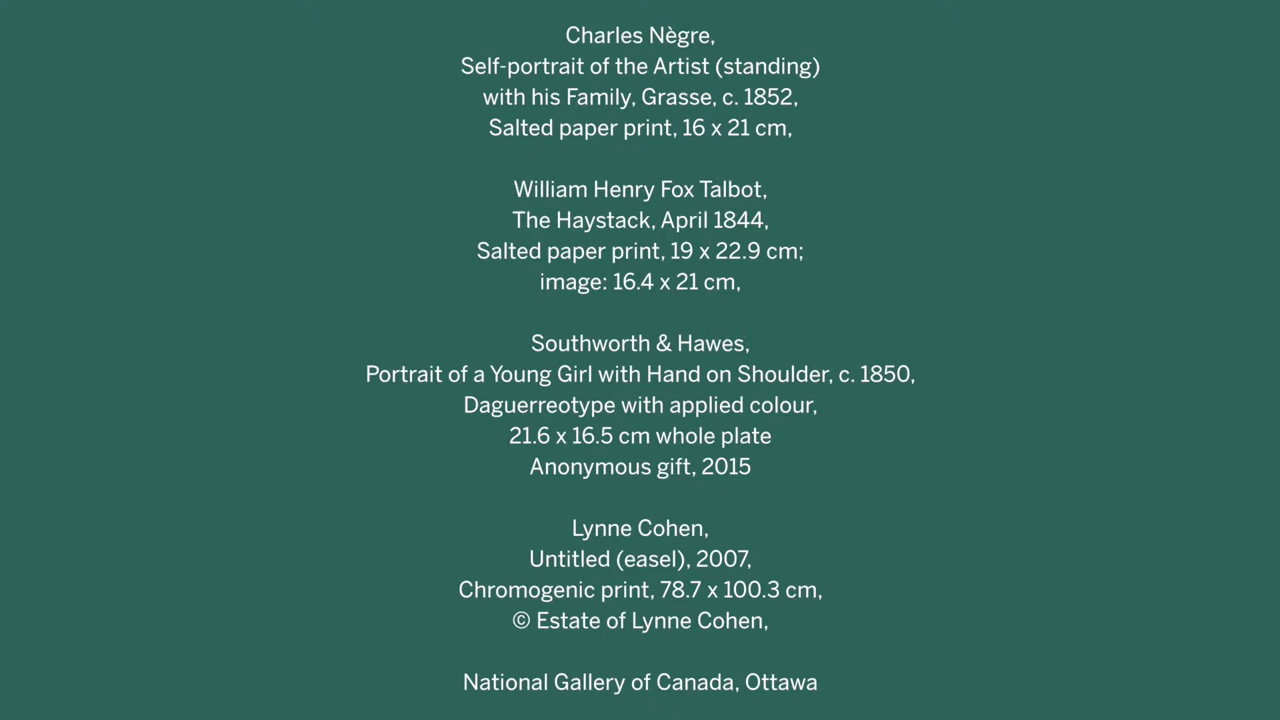 Charles Nègre,
Self-portrait of the Artist (standing)
with his Family, Grasse, c. 1852,
Salted paper print, 16 x 21 cm,
William Henry Fox Talbot,
The Haystack, April 1844,
Salted paper print, 19 x 22.9 cm;
image: 16.4 x 21 cm,
Southworth & Hawes,
Portrait of a Young Girl with Hand on Shoulder, c. 1850,
Daguerreotype with applied colour,
21.6 x 16.5 cm whole plate
Anonymous gift, 2015
Lynne Cohen,
Untitled (easel), 2007,
Chromogenic print, 78.7 x 100.3 cm,
© Estate of Lynne Cohen,
National Gallery of Canada, Ottawa